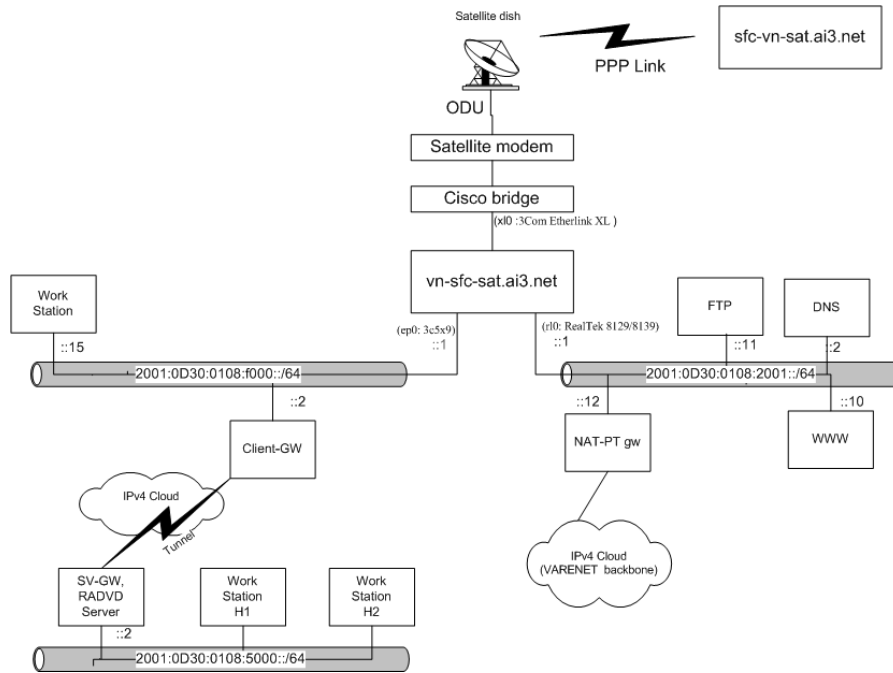 Satellite dish
sfc-vn-sat.ai3.net
PPP Link
ODU
Satellite modem
Cisco bridge
(xl0 :3Com Etherlink XL )
vn-sfc-sat.ai3.net
Work
Station
FTP
DNS
(ep0: 3c5x9)
(rl0: RealTek 8129/8139)
::15
::1
::1
::11
::2
2001:0D30:0108:f000::/64
2001:0D30:0108:2001::/64
::2
::12
::10
Client-GW
NAT-PT gw
WWW
IPv4 Cloud
Tunnel
IPv4 Cloud
(VARENET backbone)
SV-GW,
RADVD
Server
Work
Station
H1
Work
Station
H2
::2
2001:0D30:0108:5000::/64